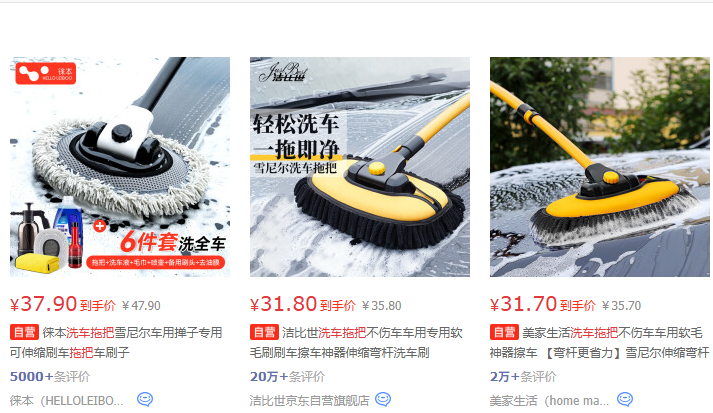 徕本
HELLOLEIBOO
6件套洗全车
拖把+洗车液+毛巾+喷壶+备用刷头+去油膜
Just Best
洁比世
轻松洗车
一拖即净
雪尼尔洗车拖把
¥37.90 到手价 ¥47.90
自营 徕本洗车拖把雪尼尔车用掸子专用
可伸缩刷车拖把车刷子
5000+条评价
徕本（HELLOLEIBO...
¥31.80 到手价 ¥35.80
自营 洁比世洗车拖把不伤车车用专用软
毛刷刷车擦车神器伸缩弯杆洗车刷
20万+条评价
洁比世京东自营旗舰店
¥31.70 到手价 ¥35.70
自营 美家生活洗车拖把不伤车车用软毛
神器擦车 【弯杆更省力】雪尼尔伸缩弯杆
2万+条评价
美家生活（home ma...